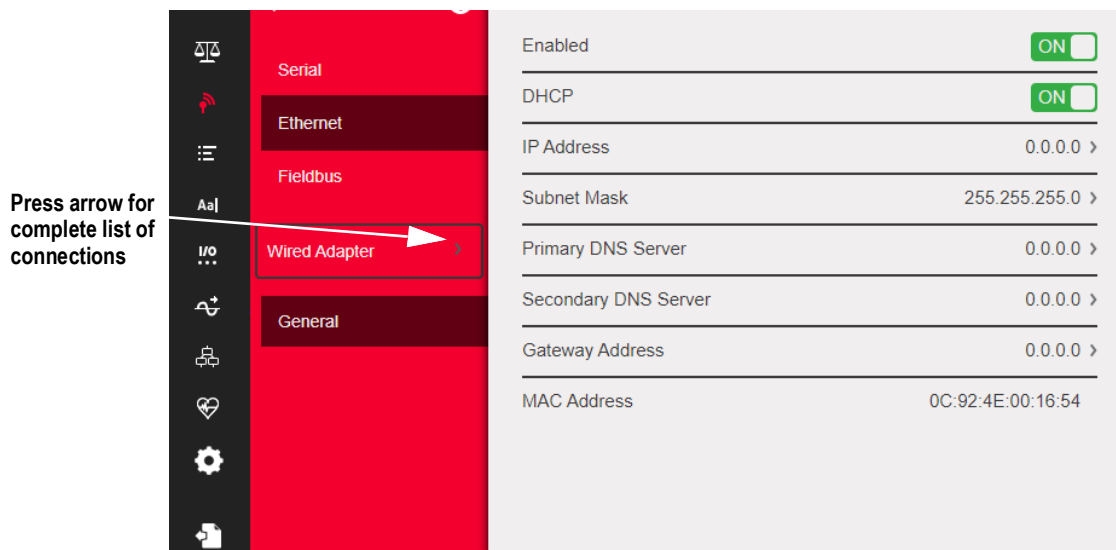 Press arrow for
complete list of
connections
Aa
I/O
Serial
Ethernet
Fieldbus
Wired Adapter >
General
Enabled ON
DHCP ON
IP Address 0.0.0.0 >
Subnet Mask 255.255.255.0 >
Primary DNS Server 0.0.0.0 >
Secondary DNS Server 0.0.0.0 >
Gateway Address 0.0.0.0 >
MAC Address 0C:92:4E:00:16:54